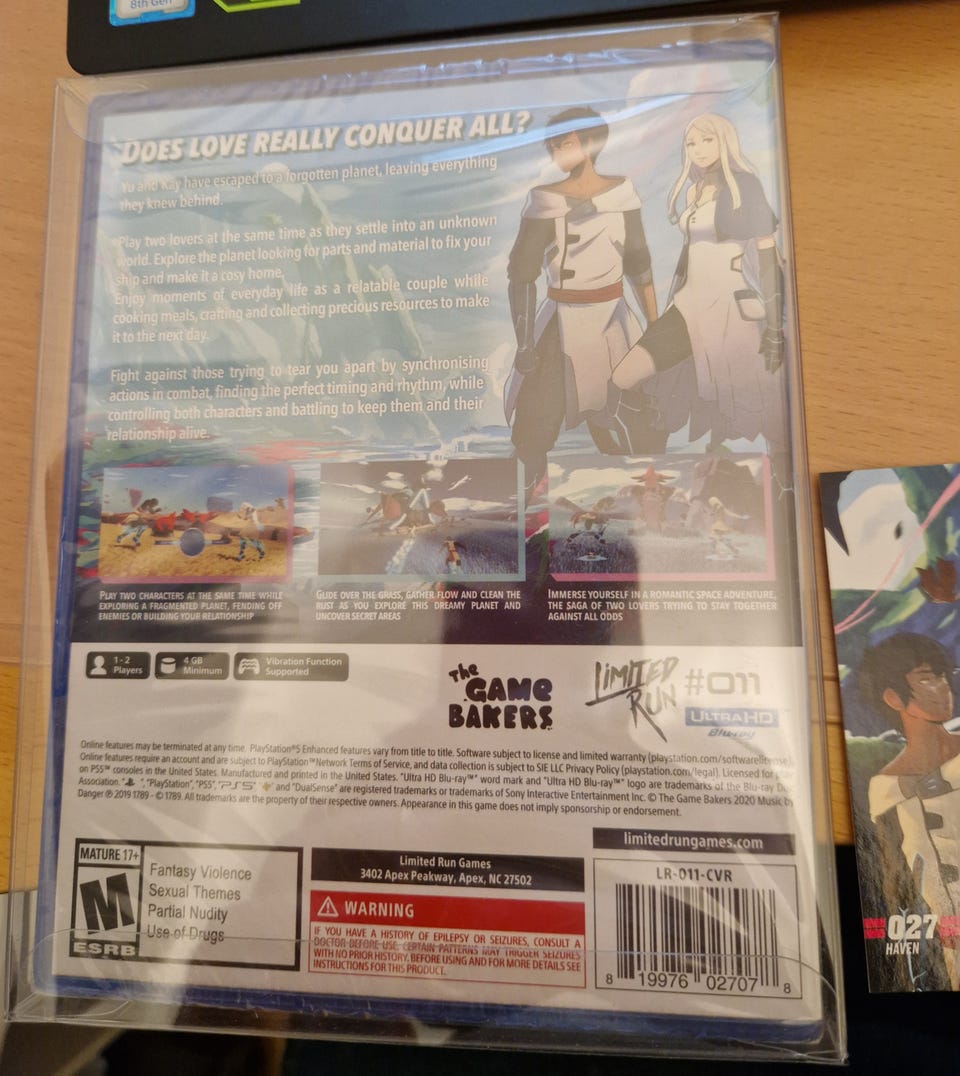 8th Gen
DOES LOVE REALLY CONQUER ALL?
Yu and Kay have escaped to a forgotten planet, leaving everything
they knew behind.
Play two lovers at the same time as they settle into an unknown
world. Explore the planet looking for parts and material to fix your
ship and make it a cosy home.
Enjoy moments of everyday life as a relatable couple while
cooking meals, crafting and collecting precious resources to make
it to the next day.
Fight against those trying to tear you apart by synchronising
actions in combat, finding the perfect timing and rhythm, while
controlling both characters and battling to keep them and their
relationship alive.
PLAY TWO CHARACTERS AT THE SAME TIME WHILE
EXPLORING A FRAGMENTED PLANET, FENDING OFF
ENEMIES OR BUILDING YOUR RELATIONSHIP
GLIDE OVER THE GRASS, GATHER FLOW AND CLEAN THE
RUST AS YOU EXPLORE THIS DREAMY PLANET AND
UNCOVER SECRET AREAS
IMMERSE YOURSELF IN A ROMANTIC SPACE ADVENTURE,
THE SAGA OF TWO LOVERS TRYING TO STAY TOGETHER
AGAINST ALL ODDS
1 - 2
Players
4 GB
Minimum
Vibration Function
Supported
THE
GAME
BAKERS
LIMITED
RUN
#011
ULTRA HD
Blu-ray
Online features may be terminated at any time. PlayStation®5 Enhanced features vary from title to title. Software subject to license and limited warranty (playstation.com/softwarelicense).
Online features require an account and are subject to PlayStation™Network Terms of Service, and data collection is subject to SIE LLC Privacy Policy (playstation.com/legal). Licensed for play
on PS5™ consoles in the United States. Manufactured and printed in the United States. "Ultra HD Blu-ray™" word mark and "Ultra HD Blu-ray™" logo are trademarks of the Blu-ray Disc
Association. "", "PlayStation", "PS5", "PS5" and "DualSense" are registered trademarks or trademarks of Sony Interactive Entertainment Inc. © The Game Bakers 2020 Music by
Danger ℗ 2019 1789 - © 1789. All trademarks are the property of their respective owners. Appearance in this game does not imply sponsorship or endorsement.
MATURE 17+
M
ESRB
Fantasy Violence
Sexual Themes
Partial Nudity
Use of Drugs
Limited Run Games
3402 Apex Peakway, Apex, NC 27502
WARNING
IF YOU HAVE A HISTORY OF EPILEPSY OR SEIZURES, CONSULT A
DOCTOR BEFORE USE. CERTAIN PATTERNS MAY TRIGGER SEIZURES
WITH NO PRIOR HISTORY. BEFORE USING AND FOR MORE DETAILS SEE
INSTRUCTIONS FOR THIS PRODUCT.
limitedrungames.com
LR-011-CVR
8 19976 02707 8
027
HAVEN